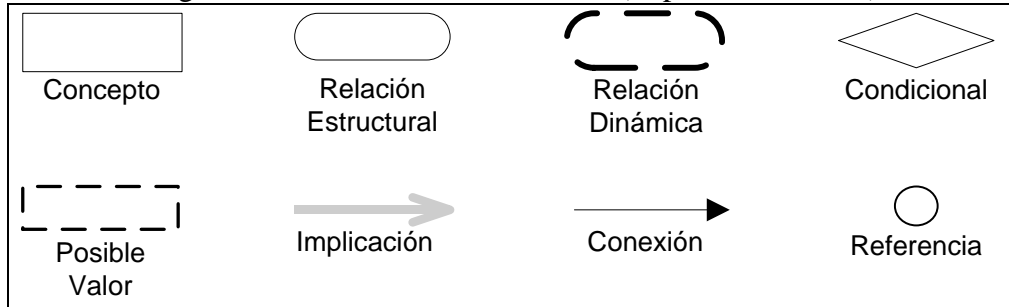 Concepto
Relación
Estructural
Relación
Dinámica
Condicional
Posible
Valor
Implicación
Conexión
Referencia